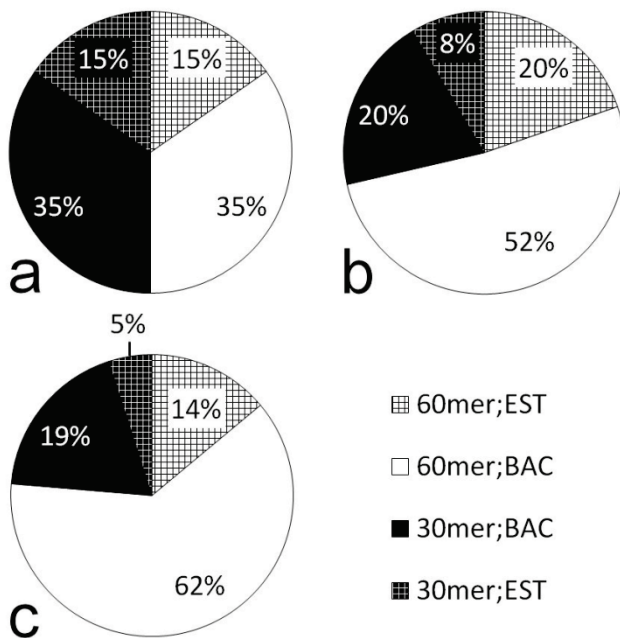 15% 15%
35% 35%
a
8% 20%
20%
52%
b
5%
14%
19%
62%
c
60mer;EST
60mer;BAC
30mer;BAC
30mer;EST